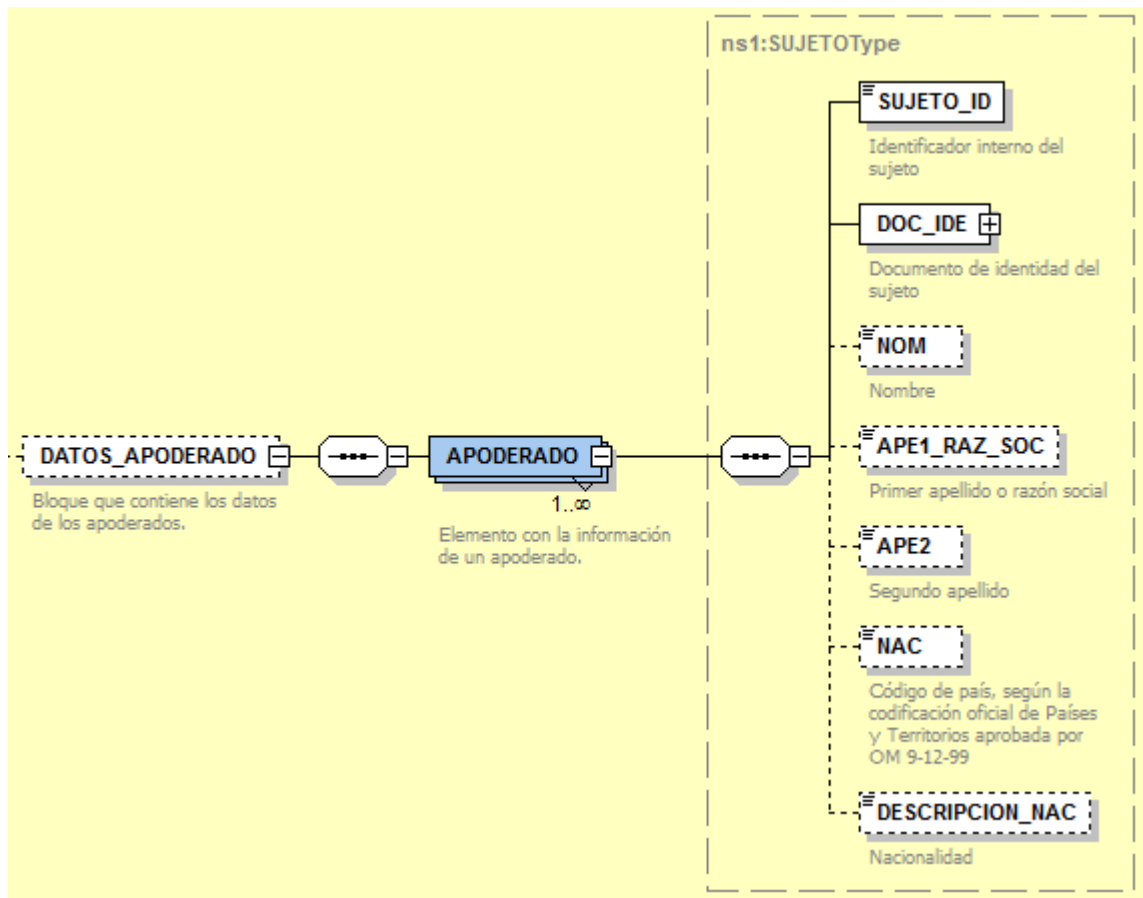 ns1:SUJETOType
SUJETO_ID
Identificador interno del
sujeto
DOC_IDE
Documento de identidad del
sujeto
NOM
Nombre
DATOS_APODERADO
Bloque que contiene los datos
de los apoderados.
APODERADO
1..∞
Elemento con la información
de un apoderado.
APE1_RAZ_SOC
Primer apellido o razón social
APE2
Segundo apellido
NAC
Código de país, según la
codificación oficial de Países
y Territorios aprobada por
OM 9-12-99
DESCRIPCION_NAC
Nacionalidad